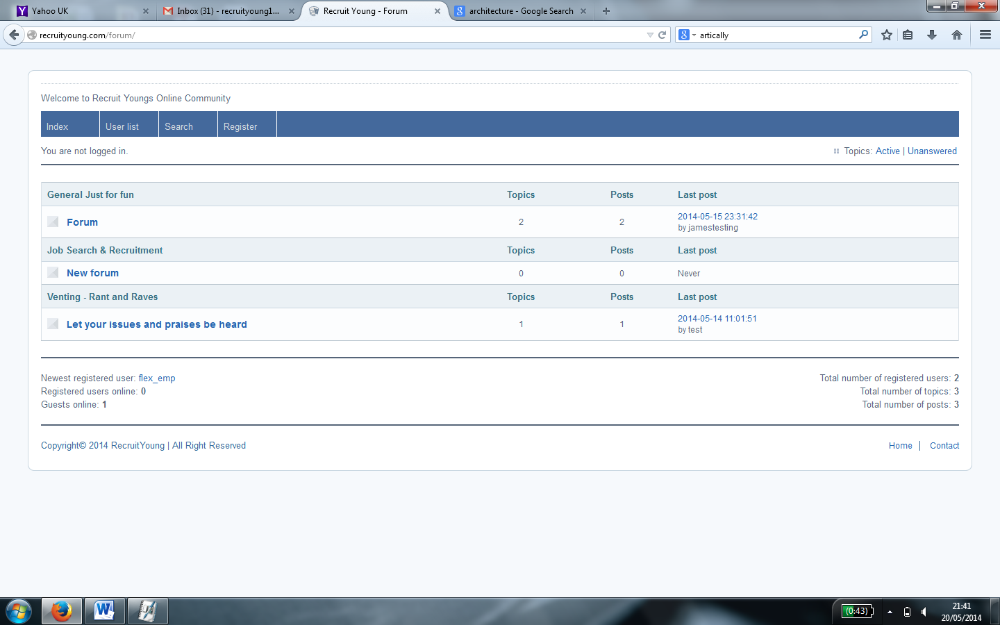 Yahoo UK
Inbox (31) - recruityoung1...
Recruit Young - Forum
architecture - Google Search
recruityoung.com/forum/
artically
Welcome to Recruit Youngs Online Community
Index User list Search Register
You are not logged in.
Topics: Active | Unanswered
General Just for fun Topics Posts Last post
Forum 2 2 2014-05-15 23:31:42
by jamestesting
Job Search & Recruitment Topics Posts Last post
New forum 0 0 Never
Venting - Rant and Raves Topics Posts Last post
Let your issues and praises be heard 1 1 2014-05-14 11:01:51
by test
Newest registered user: flex_emp
Registered users online: 0
Guests online: 1
Total number of registered users: 2
Total number of topics: 3
Total number of posts: 3
Copyright© 2014 RecruitYoung | All Right Reserved
Home | Contact
(0:43)
21:41
20/05/2014